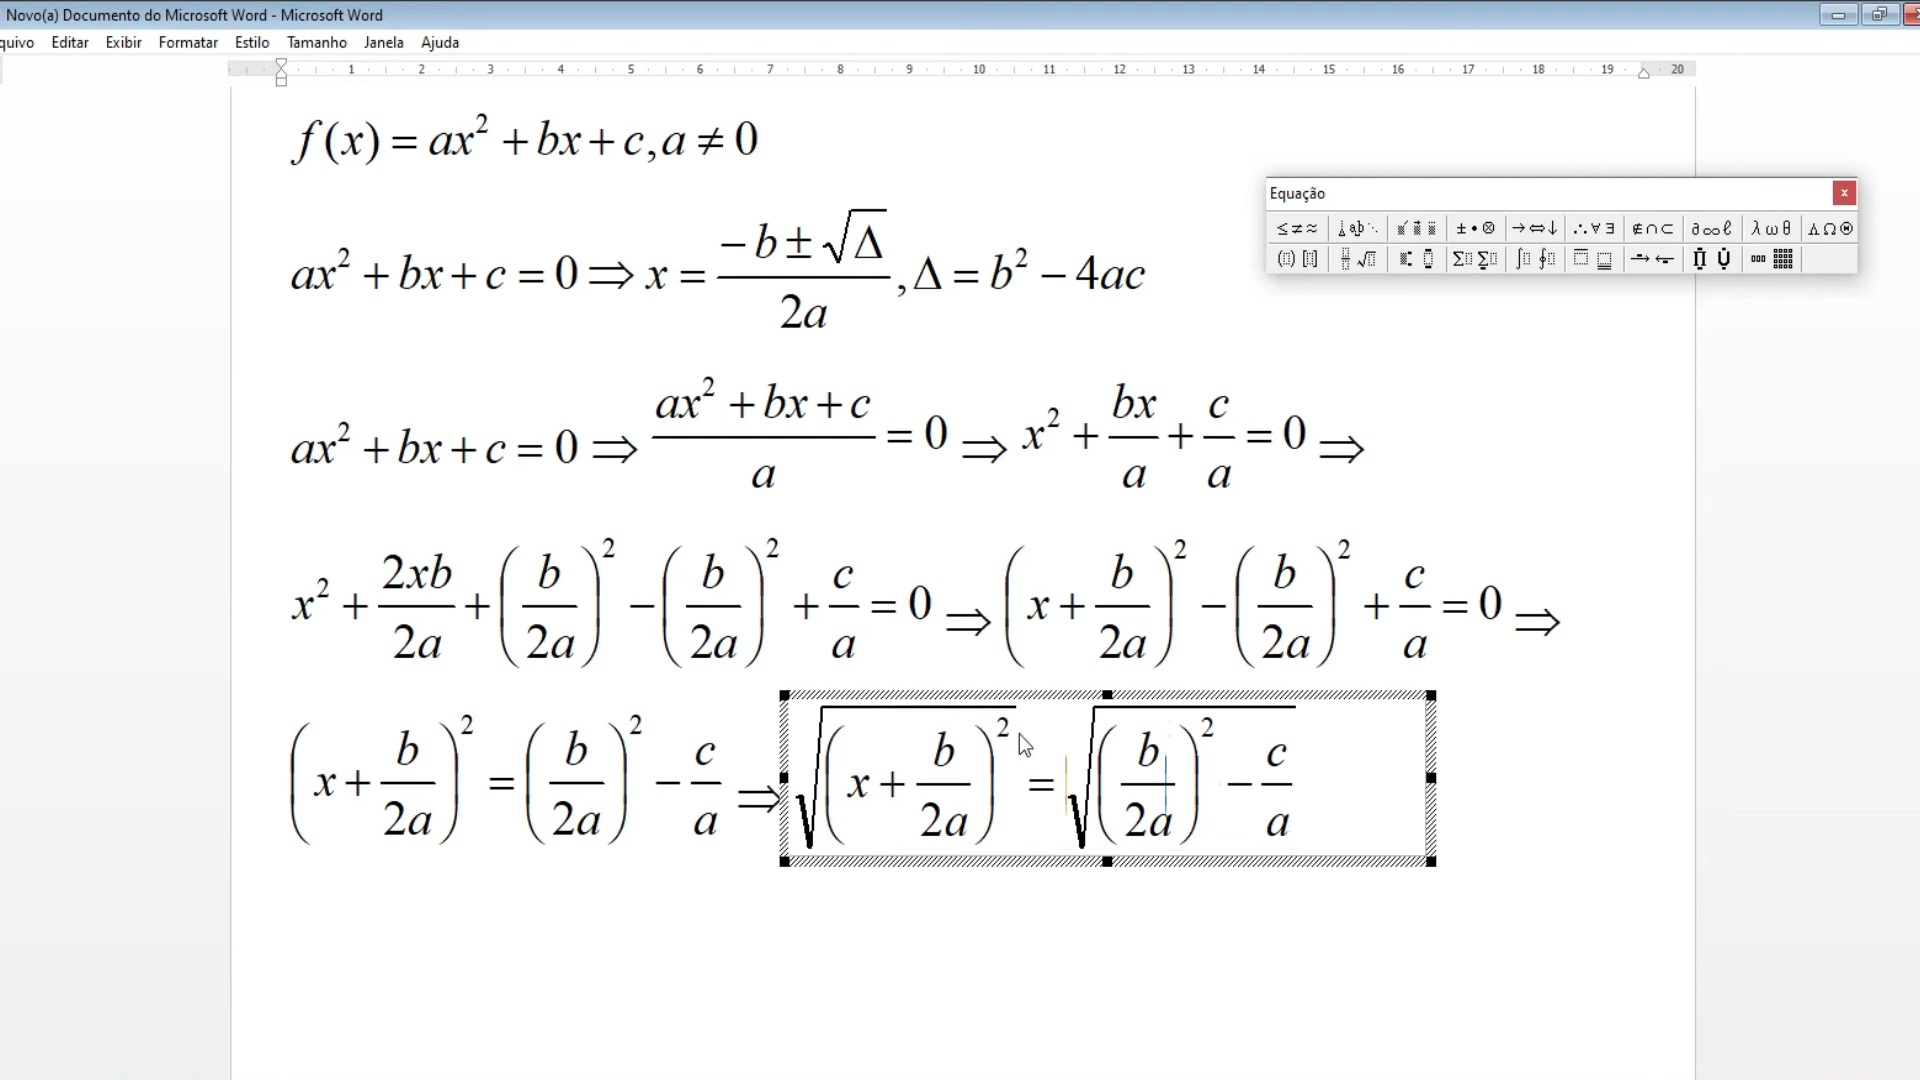 Novo(a) Documento do Microsoft Word - Microsoft Word
quivo Editar Exibir Formatar Estilo Tamanho Janela Ajuda
1 2 3 4 5 6 7 8 9 10 11 12 13 14 15 16 17 18 19 20
f(x) = ax² + bx + c, a ≠ 0
Equação
≤≠≈ ab ±•⊗ →⇔↓ ∴∀∃ ∉∩⊂ ∂∞ℓ λωθ ΛΩΘ
ax² + bx + c = 0 ⇒ x = (−b ± √Δ)/(2a), Δ = b² − 4ac
ax² + bx + c = 0 ⇒ (ax² + bx + c)/a = 0 ⇒ x² + bx/a + c/a = 0 ⇒
x² + 2xb/2a + (b/2a)² − (b/2a)² + c/a = 0 ⇒ (x + b/2a)² − (b/2a)² + c/a = 0 ⇒
(x + b/2a)² = (b/2a)² − c/a ⇒ √((x + b/2a)²) = √((b/2a)² − c/a)